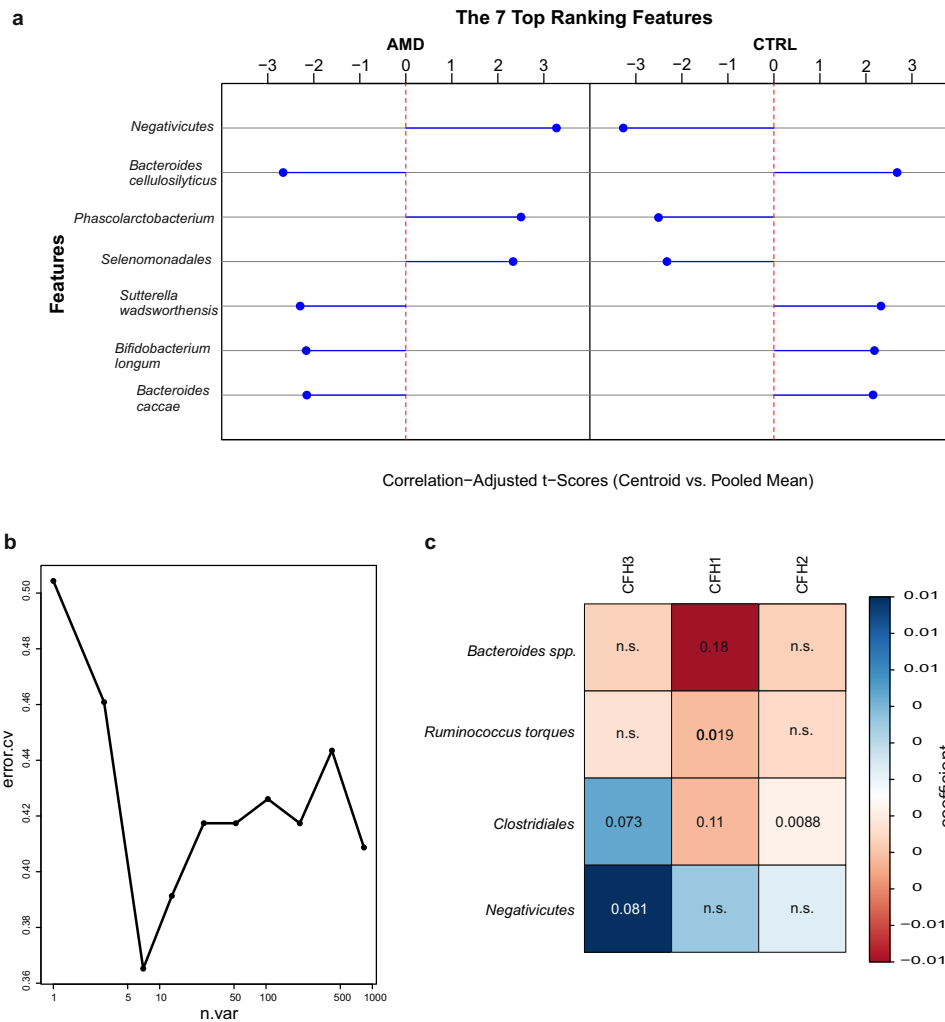 a
The 7 Top Ranking Features
AMD
CTRL
−3 −2 −1 0 1 2 3
−3 −2 −1 0 1 2 3
Features
Negativicutes
Bacteroides
cellulosilyticus
Phascolarctobacterium
Selenomonadales
Sutterella
wadsworthensis
Bifidobacterium
longum
Bacteroides
caccae
Correlation−Adjusted t−Scores (Centroid vs. Pooled Mean)
b
error.cv
0.50
0.48
0.46
0.44
0.42
0.40
0.38
0.36
1 5 10 50 100 500 1000
n.var
c
CFH3 CFH1 CFH2
Bacteroides spp. n.s. 0.18 n.s.
Ruminococcus torques n.s. 0.019 n.s.
Clostridiales 0.073 0.11 0.0088
Negativicutes 0.081 n.s. n.s.
0.01
0.01
0.01
0
0
0
0
0
0
−0.01
−0.01
coefficient